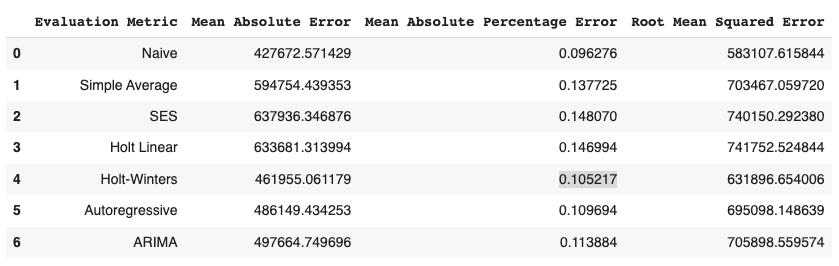 Evaluation Metric Mean Absolute Error Mean Absolute Percentage Error Root Mean Squared Error
0 Naive 427672.571429 0.096276 583107.615844
1 Simple Average 594754.439353 0.137725 703467.059720
2 SES 637936.346876 0.148070 740150.292380
3 Holt Linear 633681.313994 0.146994 741752.524844
4 Holt-Winters 461955.061179 0.105217 631896.654006
5 Autoregressive 486149.434253 0.109694 695098.148639
6 ARIMA 497664.749696 0.113884 705898.559574